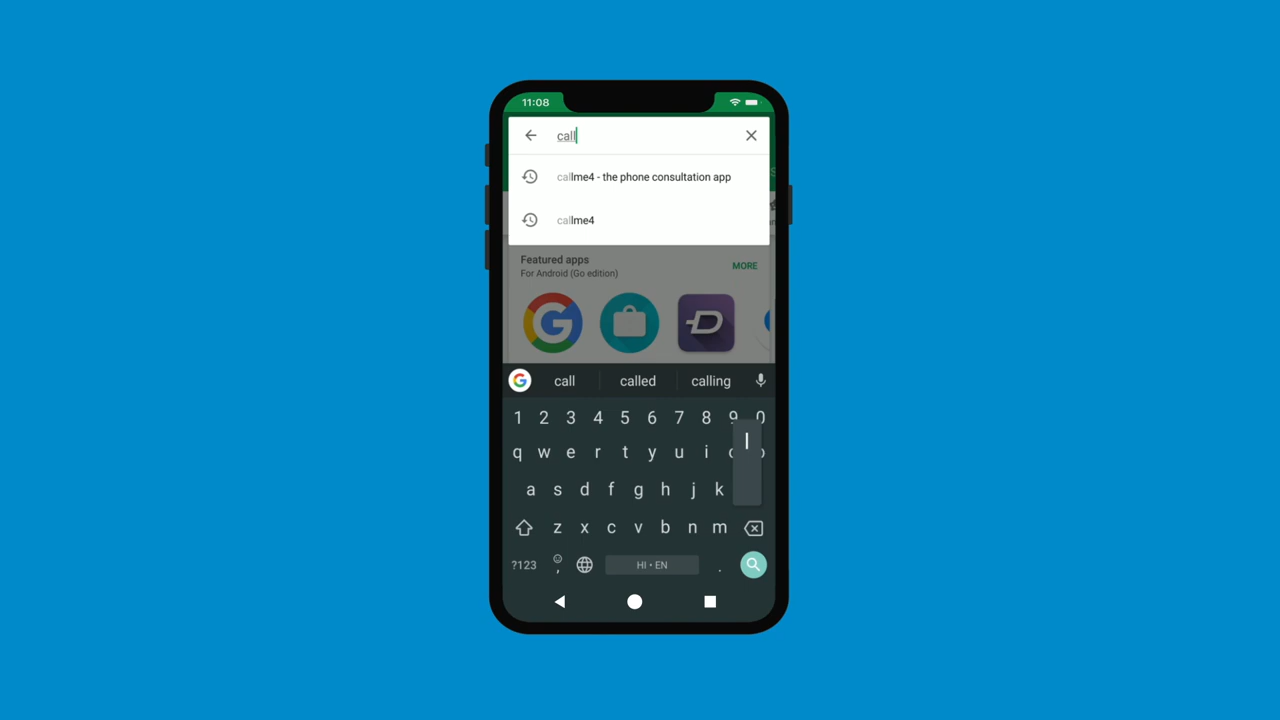 11:08
call
callme4 - the phone consultation app
callme4
Featured apps
MORE
For Android (Go edition)
call called calling
1 2 3 4 5 6 7 8 9 0
q w e r t y u i
l
a s d f g h j k
z x c v b n m
?123 , HI • EN .